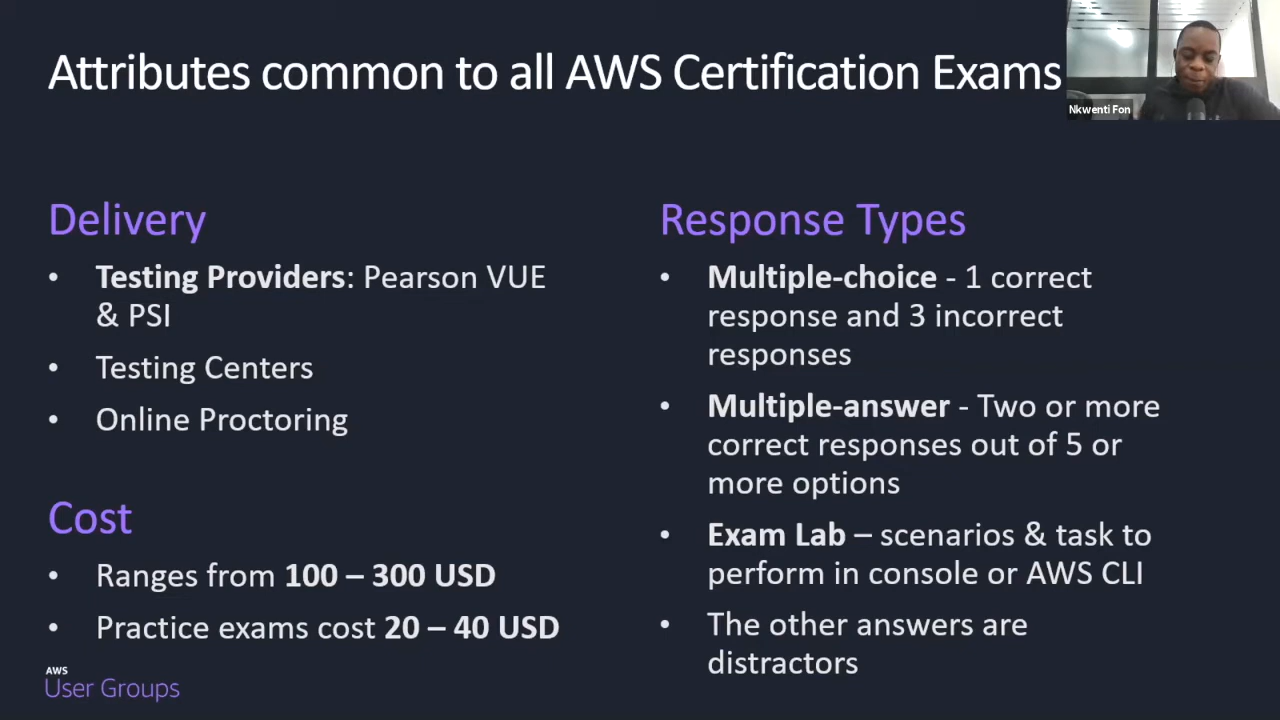 Attributes common to all AWS Certification Exams
Nkwenti Fon
Delivery
• Testing Providers: Pearson VUE
& PSI
• Testing Centers
• Online Proctoring
Cost
• Ranges from 100 – 300 USD
• Practice exams cost 20 – 40 USD
Response Types
• Multiple-choice - 1 correct
response and 3 incorrect
responses
• Multiple-answer - Two or more
correct responses out of 5 or
more options
• Exam Lab – scenarios & task to
perform in console or AWS CLI
• The other answers are
distractors
AWS
User Groups